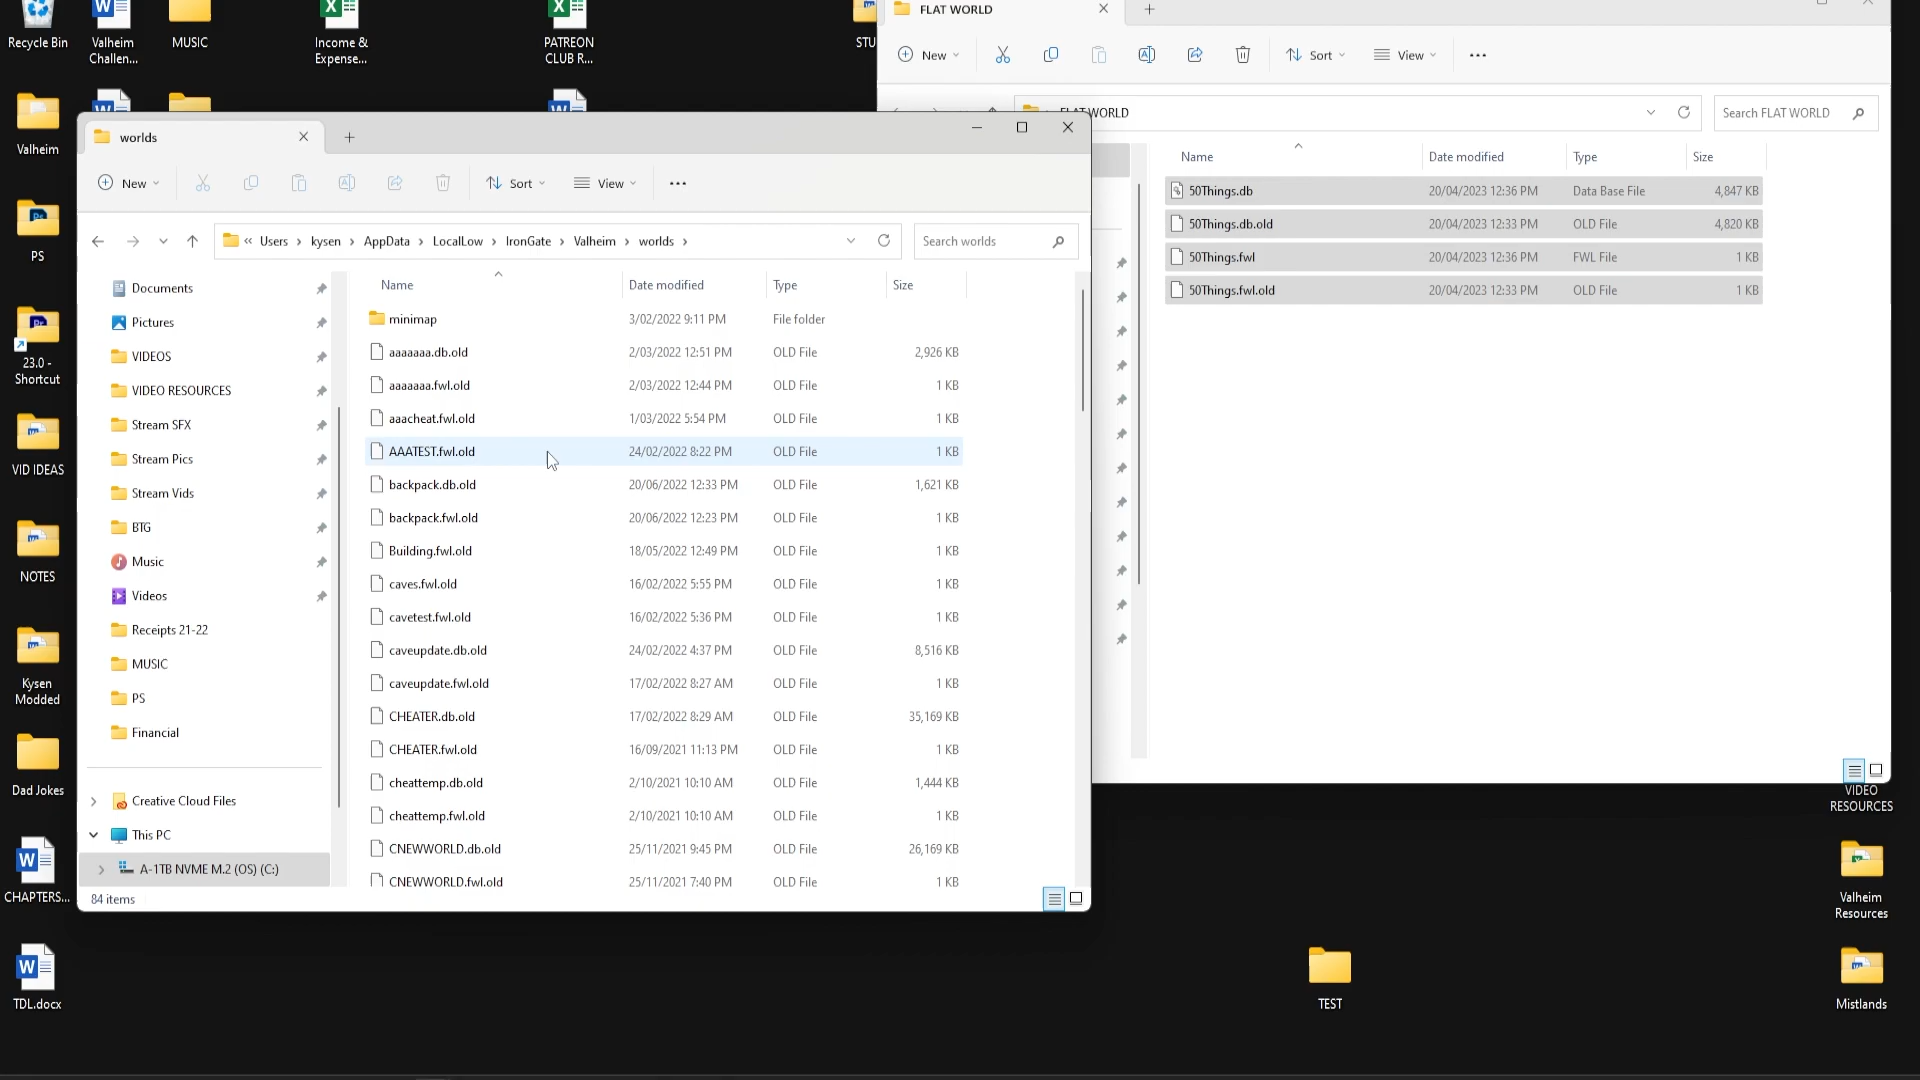 Recycle Bin
Valheim
Challen...
MUSIC
Income &
Expense...
PATREON
CLUB R...
STU
Valheim
PS
23.0 -
Shortcut
VID IDEAS
NOTES
Kysen
Modded
Dad Jokes
CHAPTERS...
TDL.docx
FLAT WORLD
New
Sort
View
FLAT WORLD
Search FLAT WORLD
Name Date modified Type Size
50Things.db 20/04/2023 12:36 PM Data Base File 4,847 KB
50Things.db.old 20/04/2023 12:33 PM OLD File 4,820 KB
50Things.fwl 20/04/2023 12:36 PM FWL File 1 KB
50Things.fwl.old 20/04/2023 12:33 PM OLD File 1 KB
worlds
New
Sort
View
« Users › kysen › AppData › LocalLow › IronGate › Valheim › worlds ›
Search worlds
Documents
Pictures
VIDEOS
VIDEO RESOURCES
Stream SFX
Stream Pics
Stream Vids
BTG
Music
Videos
Receipts 21-22
MUSIC
PS
Financial
Creative Cloud Files
This PC
A-1TB NVME M.2 (OS) (C:)
Name Date modified Type Size
minimap 3/02/2022 9:11 PM File folder
aaaaaaa.db.old 2/03/2022 12:51 PM OLD File 2,926 KB
aaaaaaa.fwl.old 2/03/2022 12:44 PM OLD File 1 KB
aaacheat.fwl.old 1/03/2022 5:54 PM OLD File 1 KB
AAATEST.fwl.old 24/02/2022 8:22 PM OLD File 1 KB
backpack.db.old 20/06/2022 12:33 PM OLD File 1,621 KB
backpack.fwl.old 20/06/2022 12:23 PM OLD File 1 KB
Building.fwl.old 18/05/2022 12:49 PM OLD File 1 KB
caves.fwl.old 16/02/2022 5:55 PM OLD File 1 KB
cavetest.fwl.old 16/02/2022 5:36 PM OLD File 1 KB
caveupdate.db.old 24/02/2022 4:37 PM OLD File 8,516 KB
caveupdate.fwl.old 17/02/2022 8:27 AM OLD File 1 KB
CHEATER.db.old 17/02/2022 8:29 AM OLD File 35,169 KB
CHEATER.fwl.old 16/09/2021 11:13 PM OLD File 1 KB
cheattemp.db.old 2/10/2021 10:10 AM OLD File 1,444 KB
cheattemp.fwl.old 2/10/2021 10:10 AM OLD File 1 KB
CNEWWORLD.db.old 25/11/2021 9:45 PM OLD File 26,169 KB
CNEWWORLD.fwl.old 25/11/2021 7:40 PM OLD File 1 KB
84 items
VIDEO
RESOURCES
Valheim
Resources
TEST
Mistlands